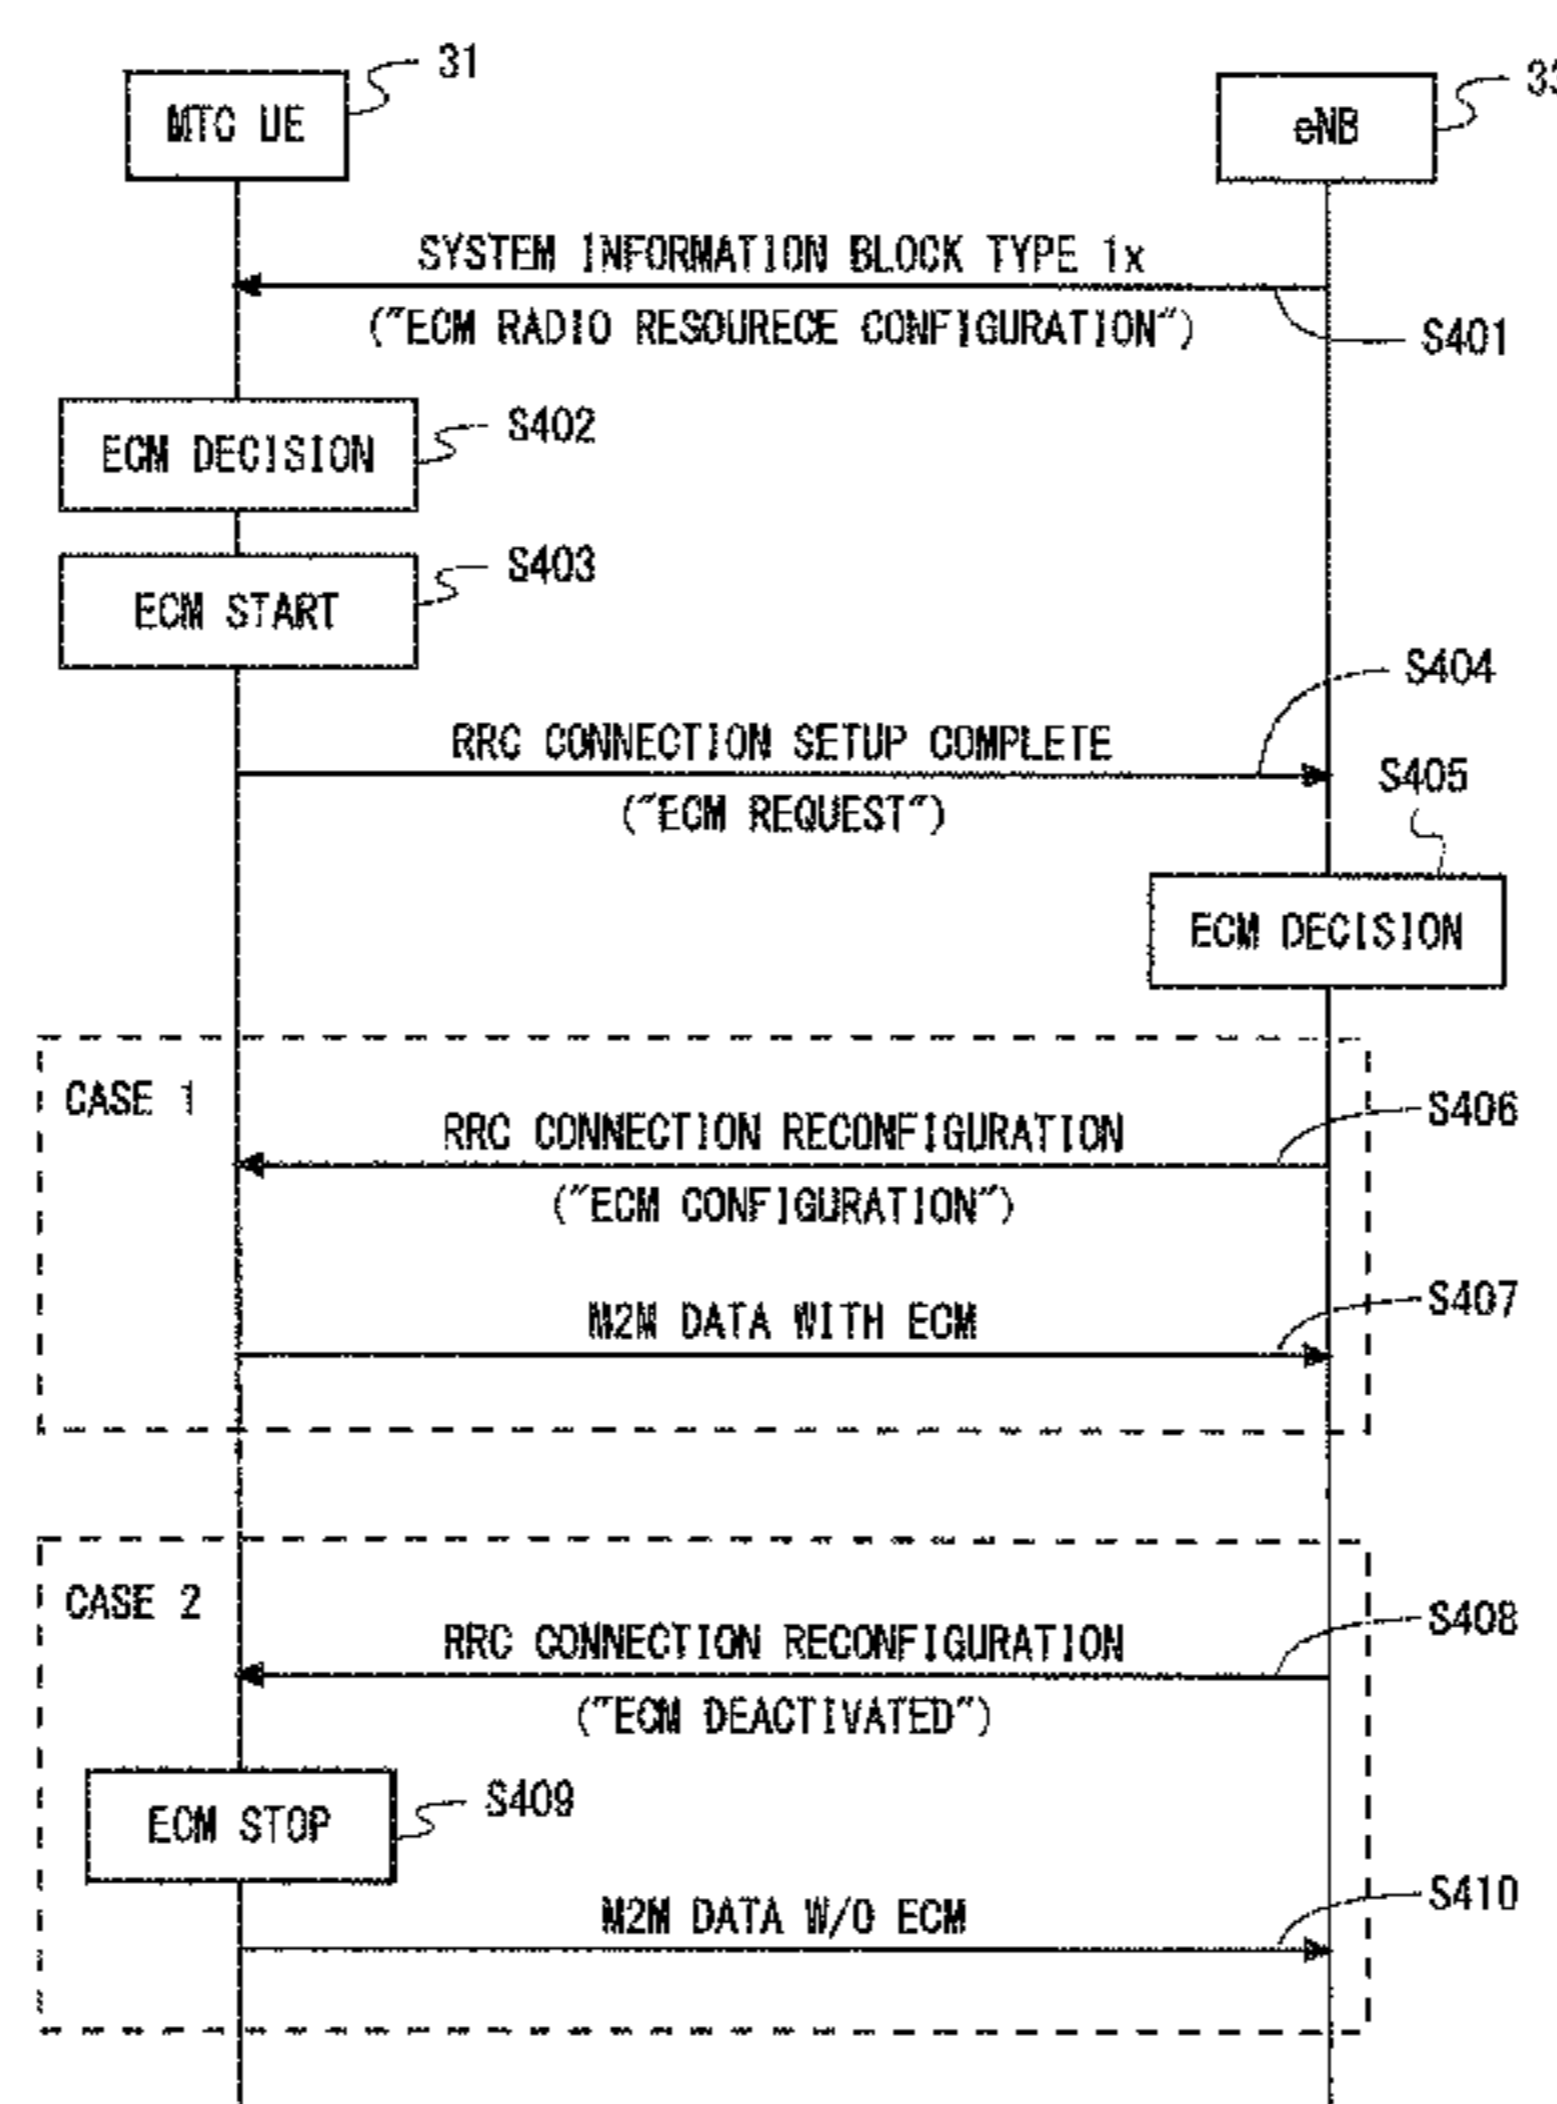 31
MTC UE
eNB
SYSTEM INFORMATION BLOCK TYPE 1x
("ECM RADIO RESOURECE CONFIGURATION")
S401
ECM DECISION
S402
ECM START
S403
S404
RRC CONNECTION SETUP COMPLETE
("ECM REQUEST")
S405
ECM DECISION
CASE 1
RRC CONNECTION RECONFIGURATION
S406
("ECM CONFIGURATION")
M2M DATA WITH ECM
S407
CASE 2
RRC CONNECTION RECONFIGURATION
S408
("ECM DEACTIVATED")
ECM STOP
S409
M2M DATA W/O ECM
S410